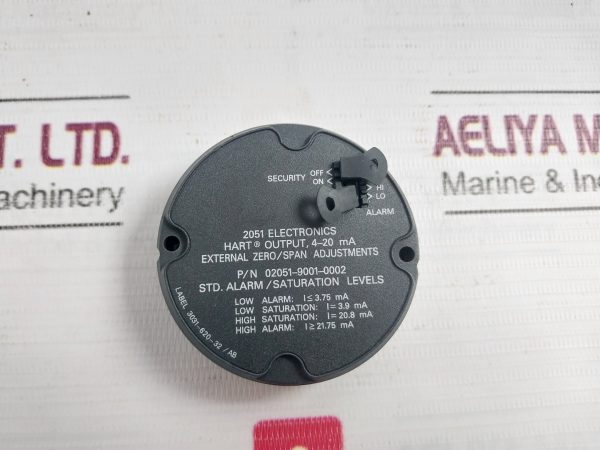 T. LTD.
achinery
AELIYA M
Marine & Indus
SECURITY OFF
ON
HI
LO
ALARM
2051 ELECTRONICS
HART® OUTPUT, 4–20 mA
EXTERNAL ZERO/SPAN ADJUSTMENTS
P/N 02051–9001–0002
STD. ALARM/SATURATION LEVELS
LOW ALARM: I ≤ 3.75 mA
LOW SATURATION: I = 3.9 mA
HIGH SATURATION: I = 20.8 mA
HIGH ALARM: I ≥ 21.75 mA
LABEL 3031–620–32 / AB